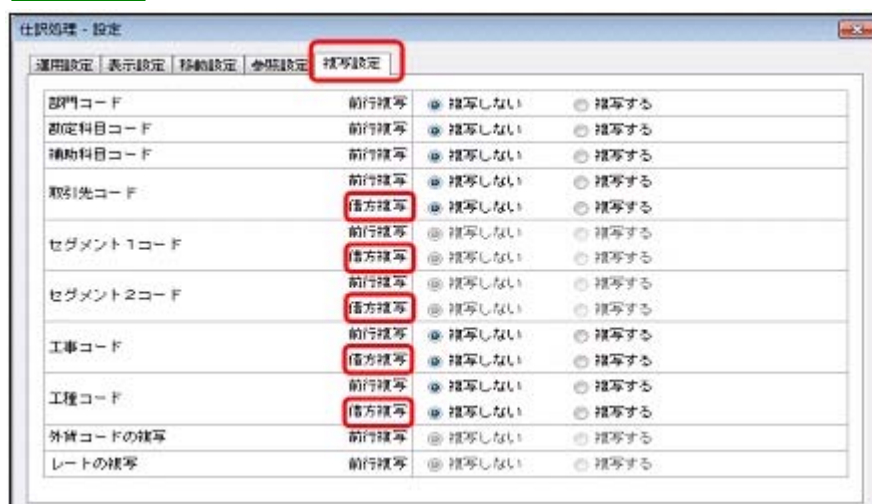 仕訳処理 - 設定
運用設定 表示設定 移動設定 参照設定 複写設定
部門コード 前行複写 複写しない 複写する
勘定科目コード 前行複写 複写しない 複写する
補助科目コード 前行複写 複写しない 複写する
取引先コード 前行複写 複写しない 複写する
借方複写 複写しない 複写する
セグメント1コード 前行複写 複写しない 複写する
借方複写 複写しない 複写する
セグメント2コード 前行複写 複写しない 複写する
借方複写 複写しない 複写する
工事コード 前行複写 複写しない 複写する
借方複写 複写しない 複写する
工種コード 前行複写 複写しない 複写する
借方複写 複写しない 複写する
外貨コードの複写 前行複写 複写しない 複写する
レートの複写 前行複写 複写しない 複写する